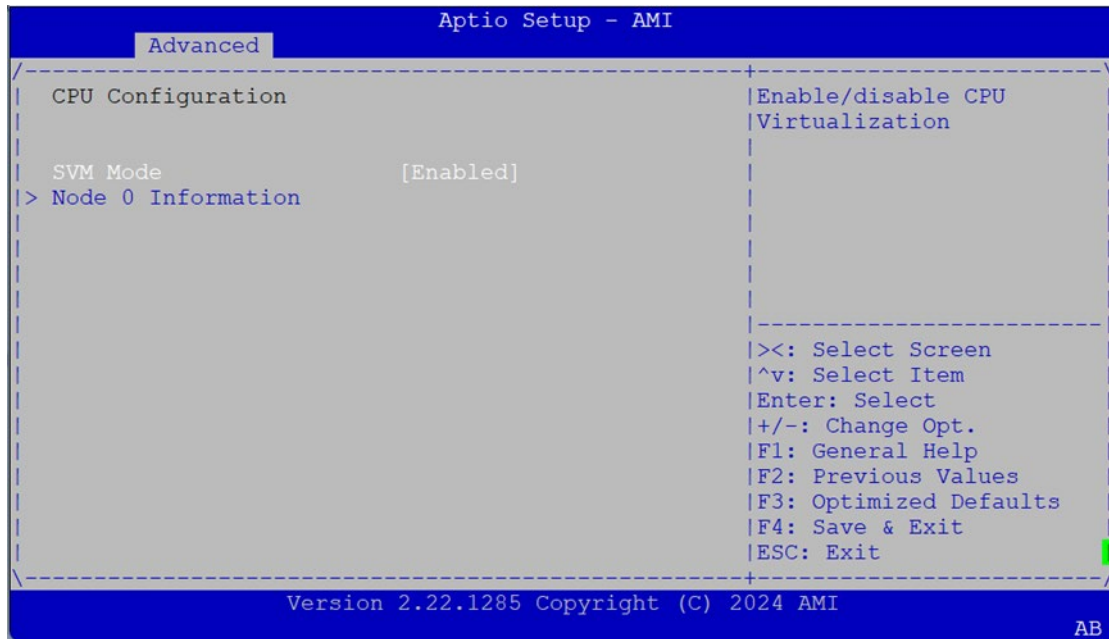 Aptio Setup - AMI
Advanced
CPU Configuration
SVM Mode [Enabled]
> Node 0 Information
Enable/disable CPU
Virtualization
><: Select Screen
^v: Select Item
Enter: Select
+/-: Change Opt.
F1: General Help
F2: Previous Values
F3: Optimized Defaults
F4: Save & Exit
ESC: Exit
Version 2.22.1285 Copyright (C) 2024 AMI
AB